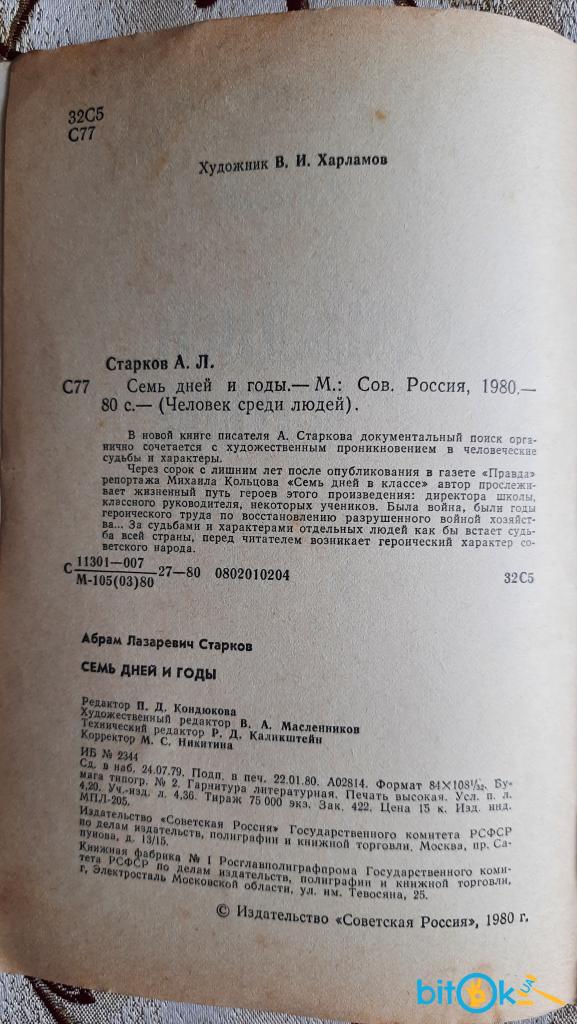 32С5
С77
Художник В. И. Харламов
Старков А. Л.
С77 Семь дней и годы.— М.: Сов. Россия, 1980.—
80 с.— (Человек среди людей).
В новой книге писателя А. Старкова документальный поиск орга-
нично сочетается с художественным проникновением в человеческие
судьбы и характеры.
Через сорок с лишним лет после опубликования в газете «Правда»
репортажа Михаила Кольцова «Семь дней в классе» автор прослежи-
вает жизненный путь героев этого произведения: директора школы,
классного руководителя, некоторых учеников. Была война, были годы
героического труда по восстановлению разрушенного войной хозяйст-
ва... За судьбами и характерами отдельных людей как бы встает судь-
ба всей страны, перед читателем возникает героический характер со-
ветского народа.
С 11301—007
М-105(03)80 27—80 0802010204 32С5
Абрам Лазаревич Старков
СЕМЬ ДНЕЙ И ГОДЫ
Редактор П. Д. Кондюкова
Художественный редактор В. А. Масленников
Технический редактор Р. Д. Каликштейн
Корректор М. С. Никитина
ИБ № 2344
Сд. в наб. 24.07.79. Подп. в печ. 22.01.80. А02814. Формат 84×108¹/₃₂. Бу-
мага типогр. № 2. Гарнитура литературная. Печать высокая. Усл. п. л.
4,20. Уч.-изд. л. 4,36. Тираж 75 000 экз. Зак. 422. Цена 15 к. Изд. инд.
МПЛ-205.
Издательство «Советская Россия» Государственного комитета РСФСР
по делам издательств, полиграфии и книжной торговли. Москва, пр. Са-
пунова, д. 13/15.
Книжная фабрика № 1 Росглавполиграфпрома Государственного коми-
тета РСФСР по делам издательств, полиграфии и книжной торговли,
г. Электросталь Московской области, ул. им. Тевосяна, 25.
© Издательство «Советская Россия», 1980 г.
bitok.UA